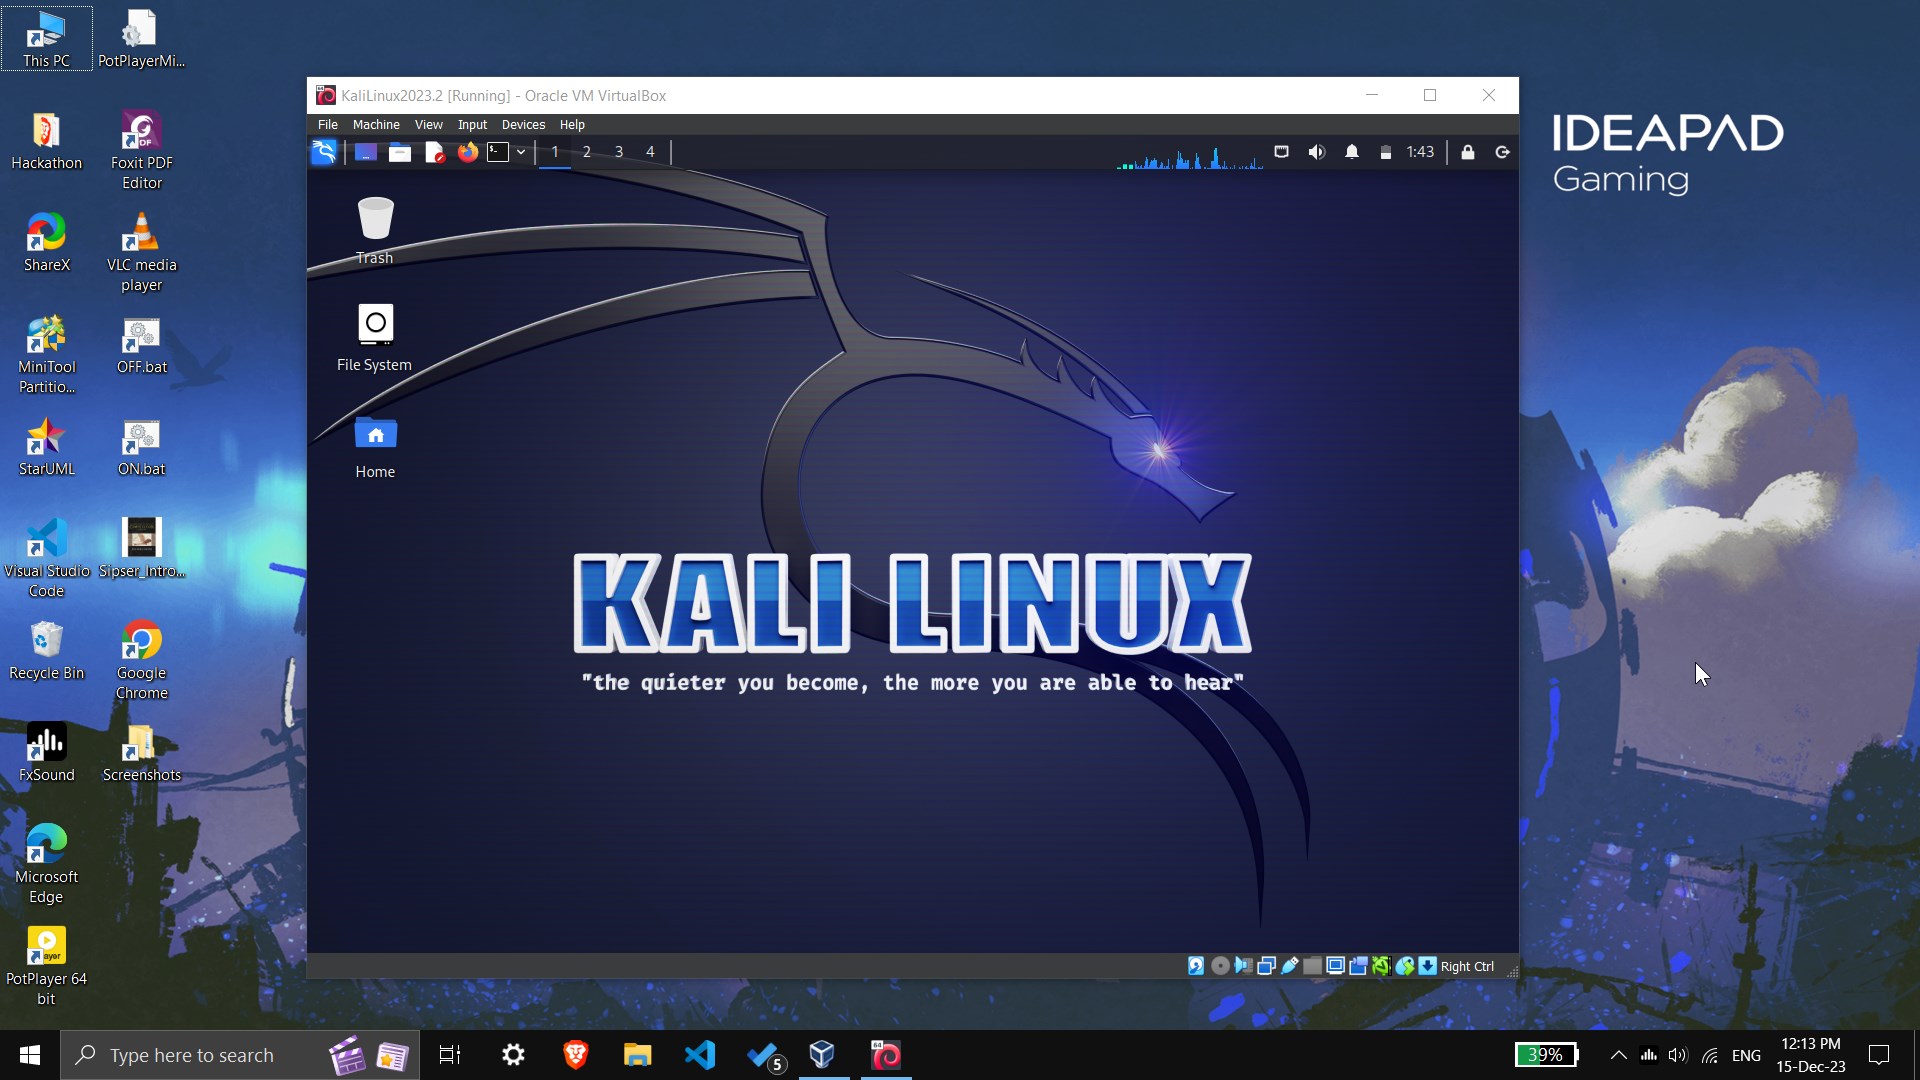 This PC
PotPlayerMi...
Hackathon
Foxit PDF
Editor
ShareX
VLC media
player
MiniTool
Partitio...
OFF.bat
StarUML
ON.bat
Visual Studio
Code
Sipser_Intro...
Recycle Bin
Google
Chrome
FxSound
Screenshots
Microsoft
Edge
PotPlayer 64
bit
KaliLinux2023.2 [Running] - Oracle VM VirtualBox
File Machine View Input Devices Help
1 2 3 4
1:43
Trash
File System
Home
KALI LINUX
"the quieter you become, the more you are able to hear"
Right Ctrl
IDEAPAD
Gaming
Type here to search
5
64
39%
ENG
12:13 PM
15-Dec-23